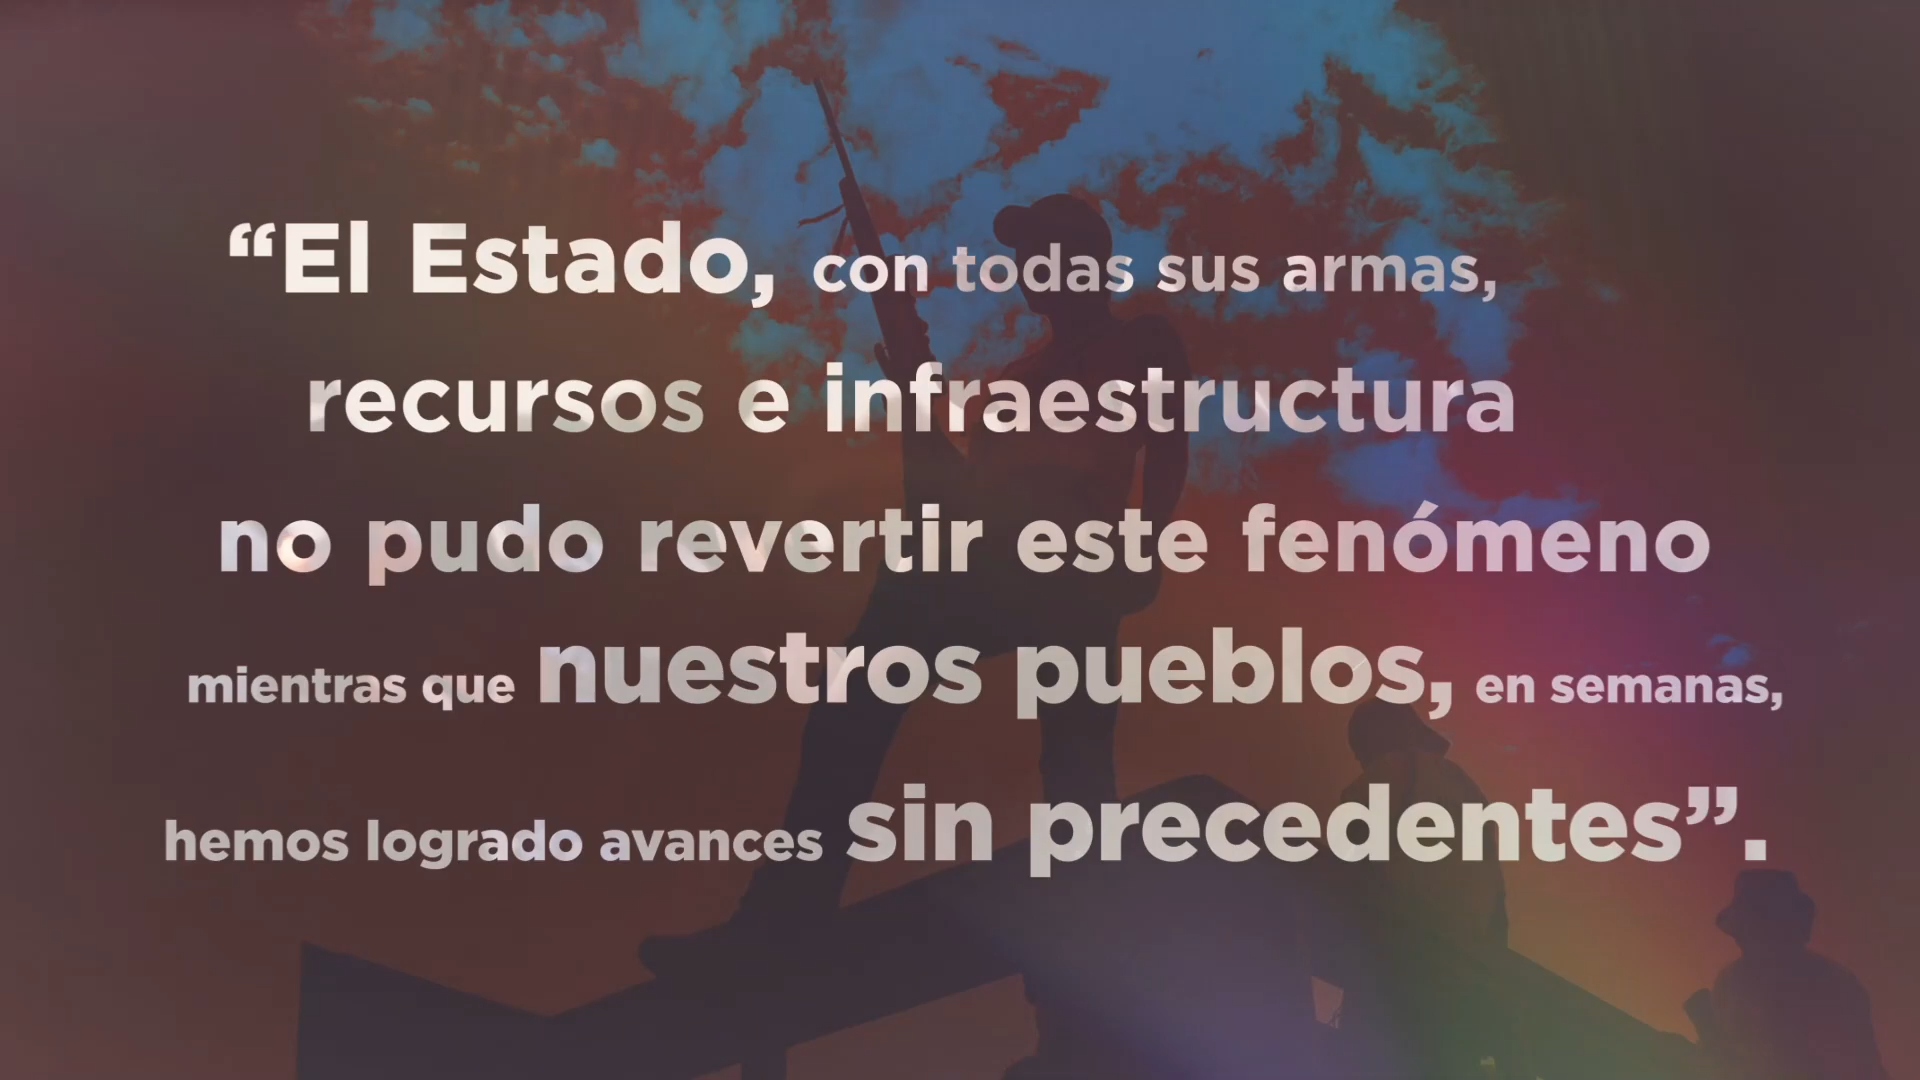 “El Estado, con todas sus armas,
recursos e infraestructura
no pudo revertir este fenómeno
mientras que nuestros pueblos, en semanas,
hemos logrado avances sin precedentes”.